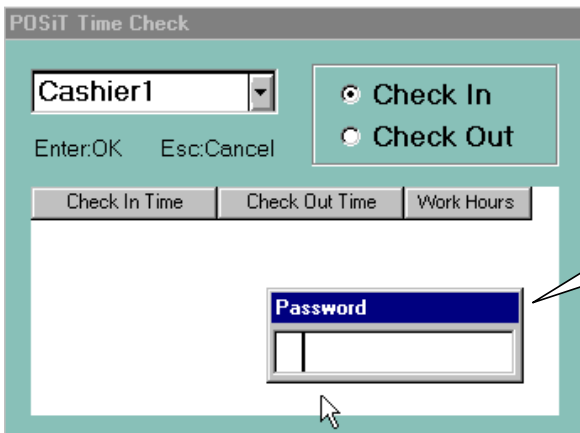 POSiT Time Check
Cashier1
Check In
Check Out
Enter:OK Esc:Cancel
Check In Time Check Out Time Work Hours
Password